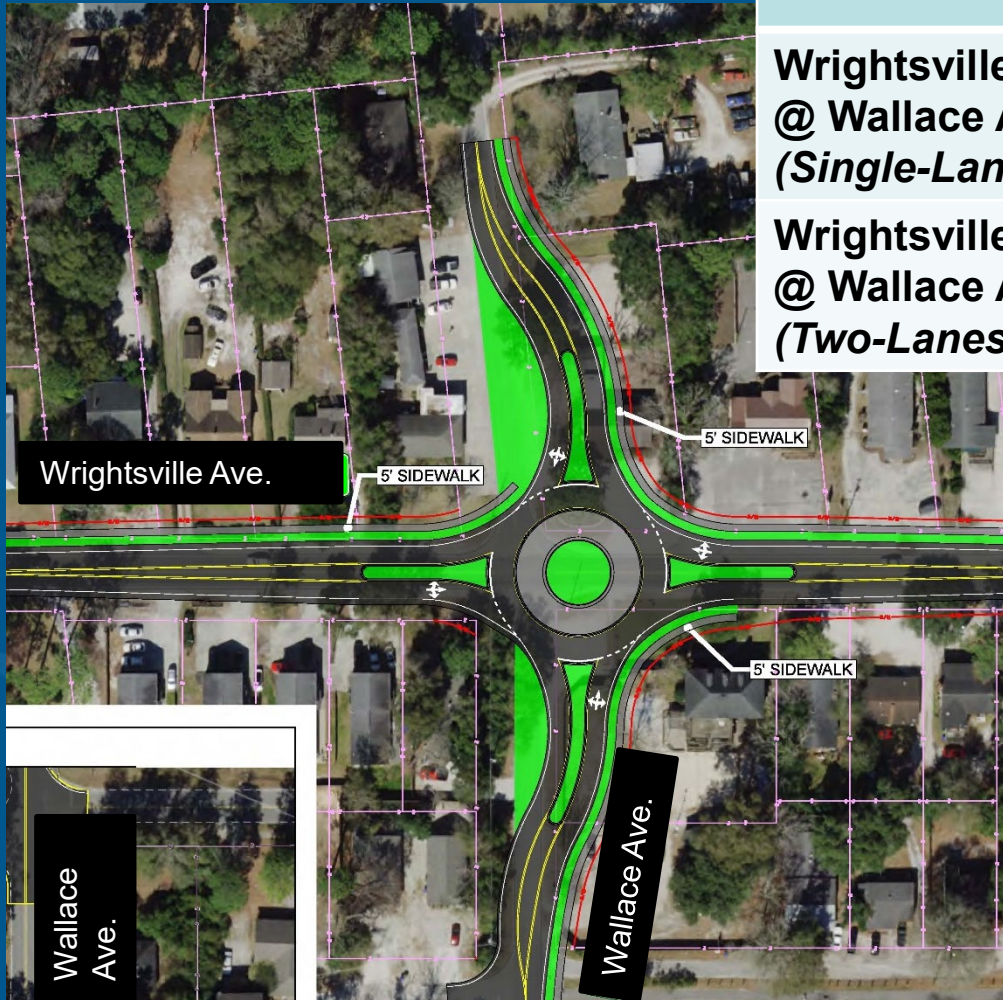 Wrightsville
@ Wallace A
(Single-Lan
Wrightsville
@ Wallace A
(Two-Lanes
5' SIDEWALK
Wrightsville Ave.
5' SIDEWALK
5' SIDEWALK
Wallace Ave.
Wallace
Ave.